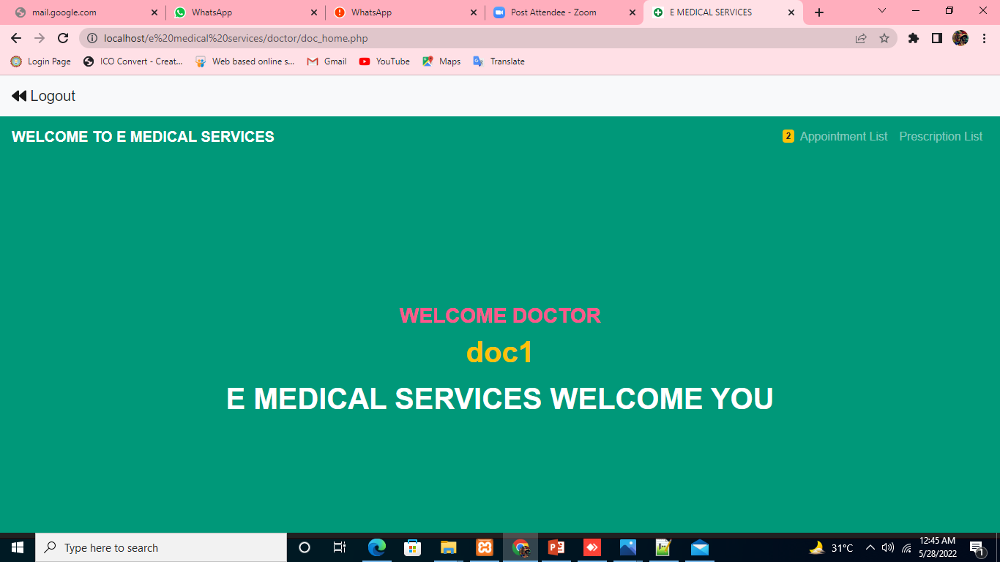 mail.google.com
WhatsApp
WhatsApp
Post Attendee - Zoom
E MEDICAL SERVICES
localhost/e%20medical%20services/doctor/doc_home.php
Login Page
ICO Convert - Creat...
Web based online s...
Gmail
YouTube
Maps
Translate
Logout
WELCOME TO E MEDICAL SERVICES
2 Appointment List
Prescription List
WELCOME DOCTOR
doc1
E MEDICAL SERVICES WELCOME YOU
Type here to search
31°C
12:45 AM
5/28/2022
1